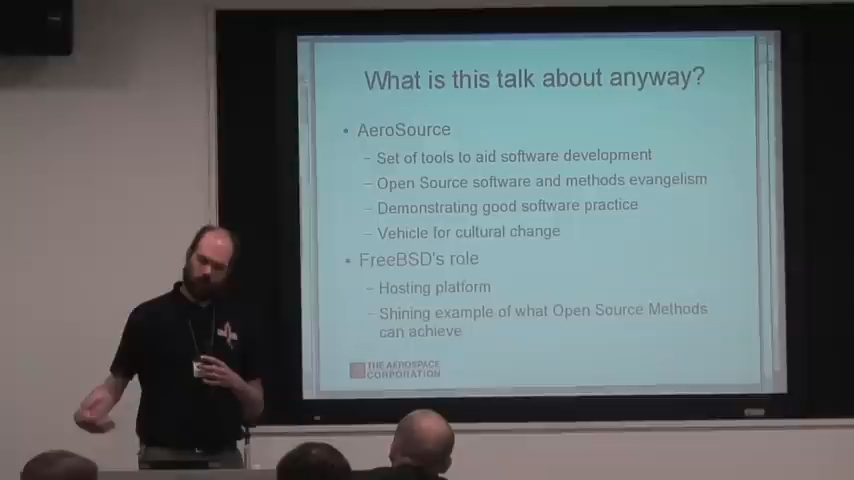 What is this talk about anyway?
• AeroSource
– Set of tools to aid software development
– Open Source software and methods evangelism
– Demonstrating good software practice
– Vehicle for cultural change
• FreeBSD's role
– Hosting platform
– Shining example of what Open Source Methods
can achieve
THE AEROSPACE
CORPORATION